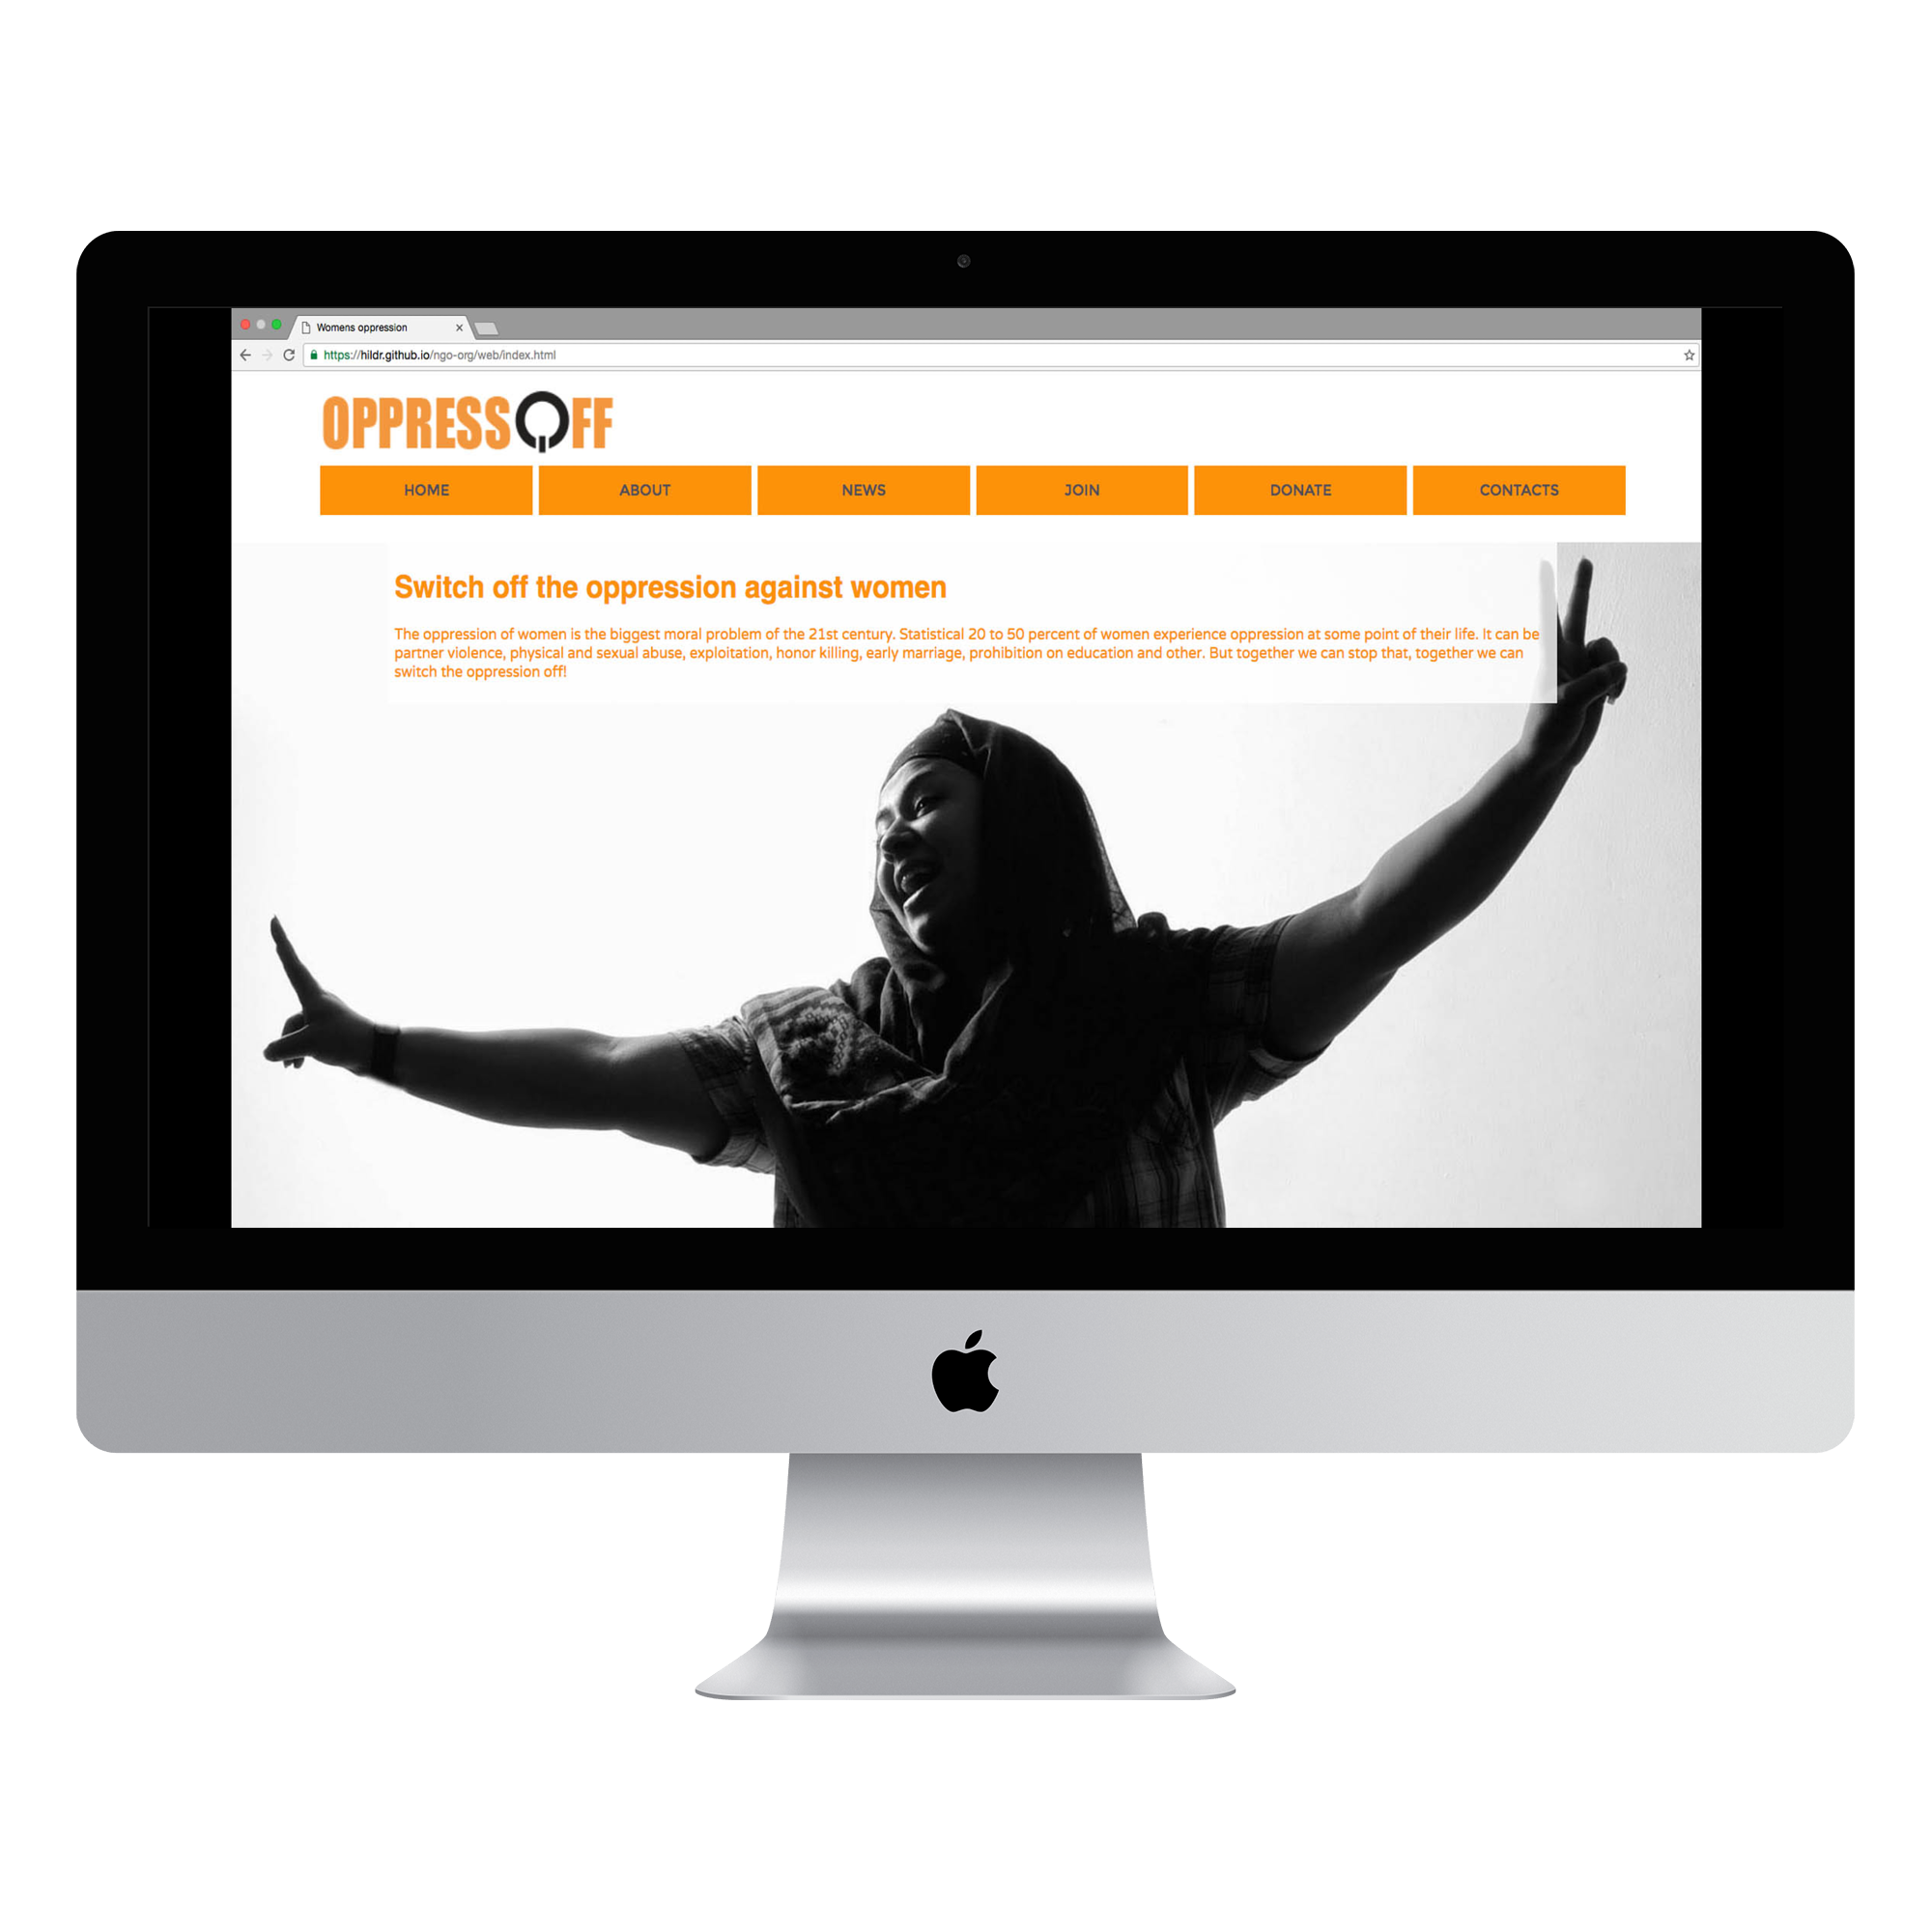 Womens oppression
https://hildr.github.io/ngo-org/web/index.html
OPPRESSOFF
HOME ABOUT NEWS JOIN DONATE CONTACTS
Switch off the oppression against women
The oppression of women is the biggest moral problem of the 21st century. Statistical 20 to 50 percent of women experience oppression at some point of their life. It can be
partner violence, physical and sexual abuse, exploitation, honor killing, early marriage, prohibition on education and other. But together we can stop that, together we can
switch the oppression off!